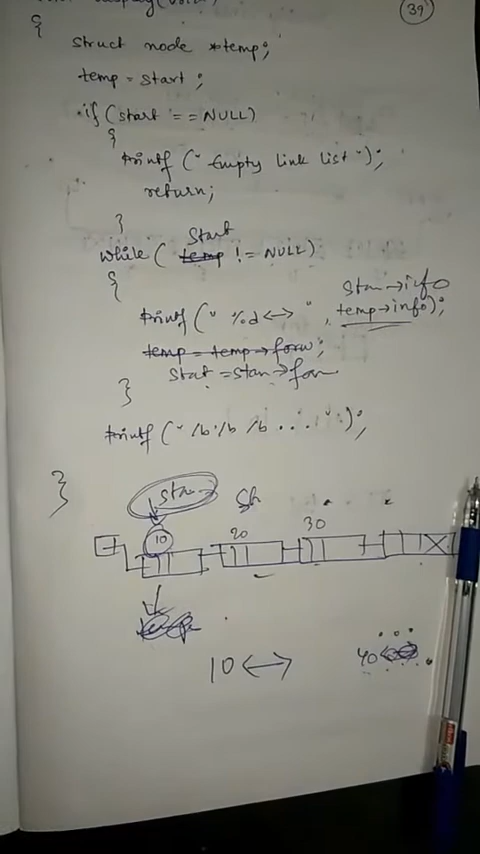 39
{
struct node *temp;
temp = start ;
if (start == NULL)
{
printf (" Empty link list ");
return;
}
Start
while ( temp != NULL)
{
start→info
printf (" %d <-> " , temp→info);
temp = temp→forw;
start = start→forw
}
printf (" /b /b /b . . . ");
}
start
St
10
20
30
10 <->
40